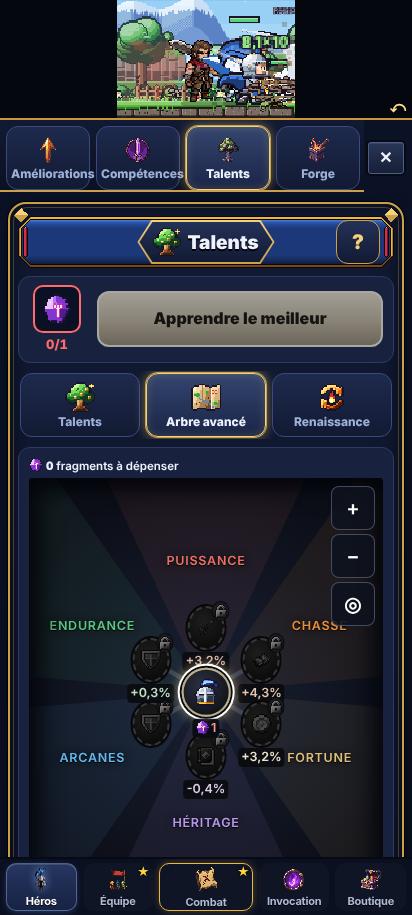 Améliorations
Compétences
Talents
Forge
×
Talents
?
0/1
Apprendre le meilleur
Talents
Arbre avancé
Renaissance
0 fragments à dépenser
+
−
PUISSANCE
ENDURANCE
CHASSE
+3,2%
+0,3%
+4,3%
1
ARCANES
+3,2%
FORTUNE
-0,4%
HÉRITAGE
Héros
Équipe
Combat
Invocation
Boutique